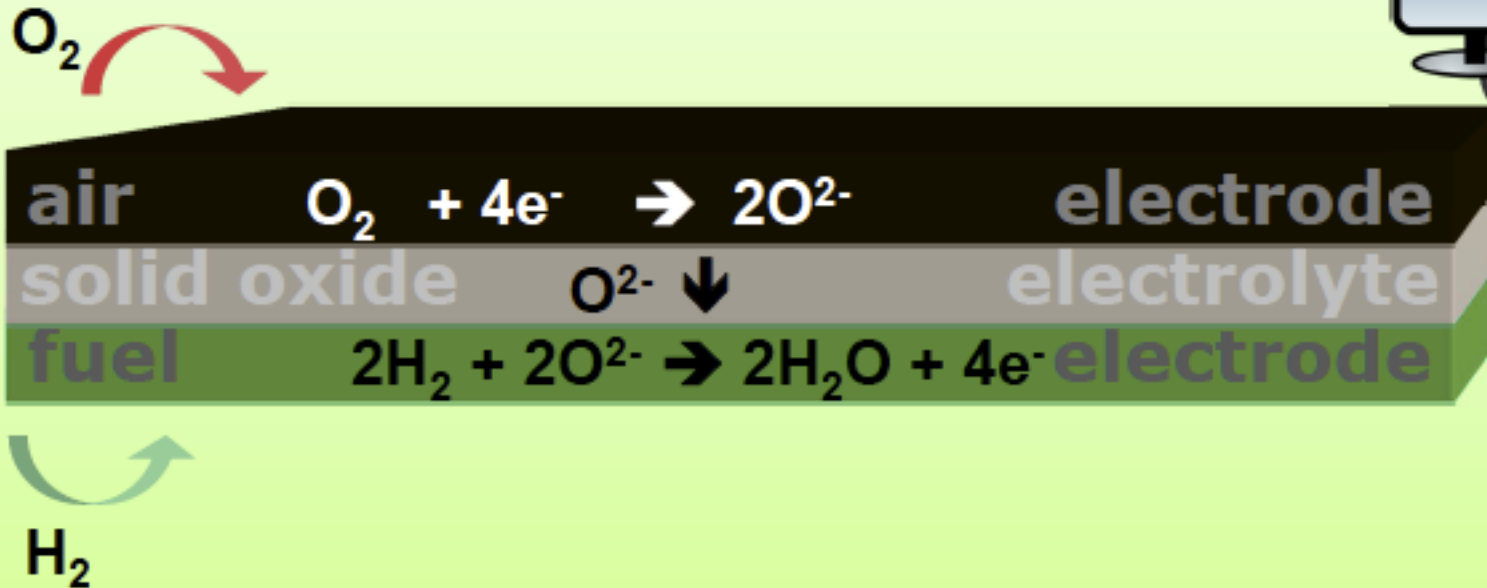 O₂
air O₂ + 4e⁻ ➔ 2O²⁻ electrode
solid oxide O²⁻ 🡻 electrolyte
fuel 2H₂ + 2O²⁻ ➔ 2H₂O + 4e⁻ electrode
H₂